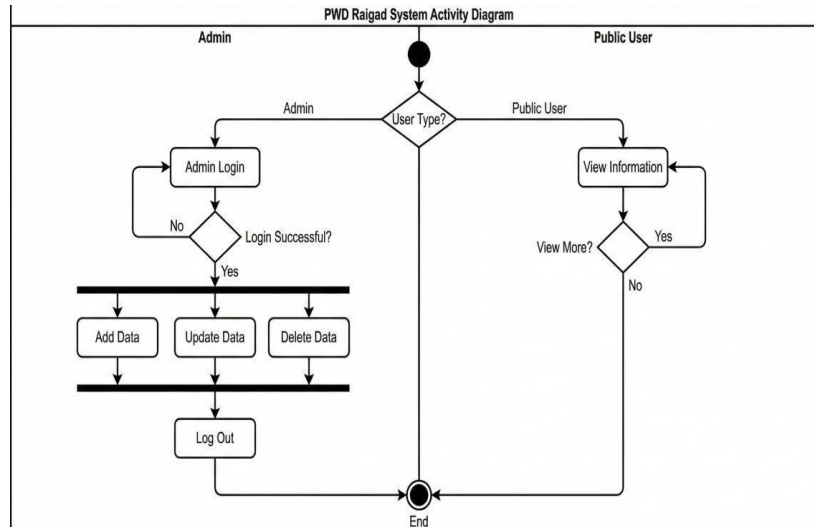 PWD Raigad System Activity Diagram
Admin
Public User
User Type?
Admin
Public User
Admin Login
View Information
No
Login Successful?
View More?
Yes
Yes
No
Add Data
Update Data
Delete Data
Log Out
End